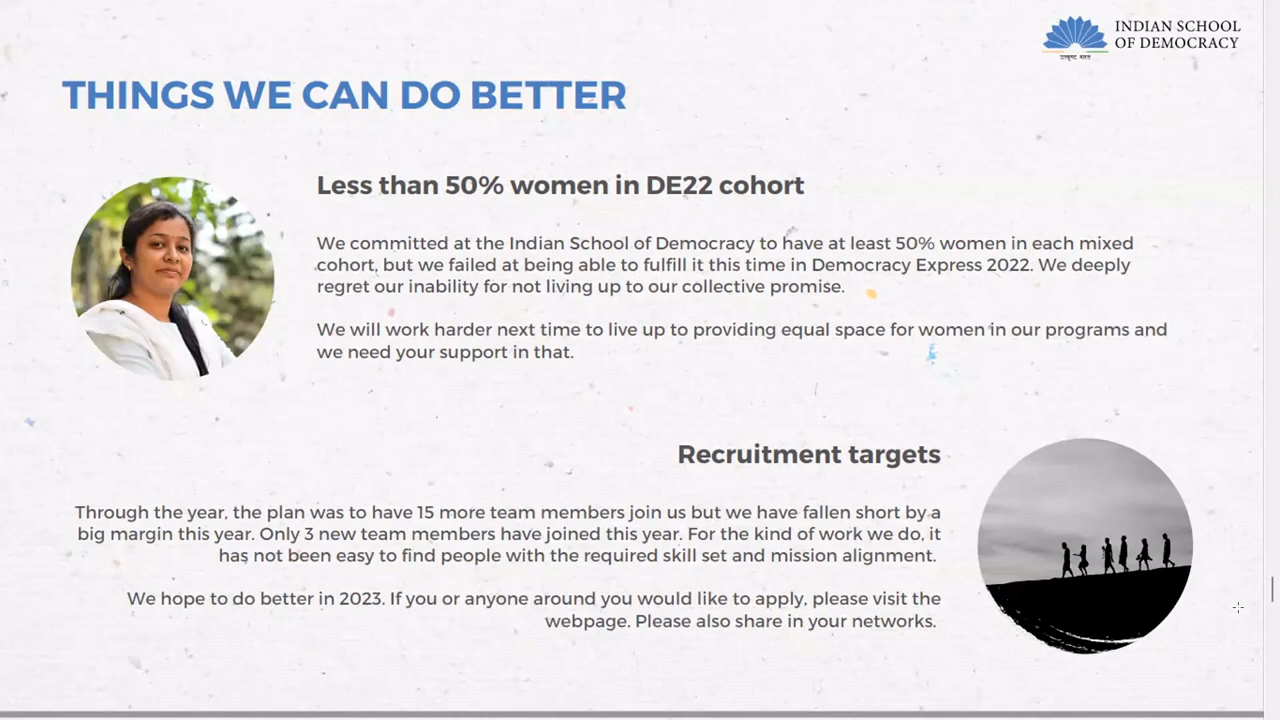 INDIAN SCHOOL
OF DEMOCRACY
उत्कृष्ट भारत
THINGS WE CAN DO BETTER
Less than 50% women in DE22 cohort
We committed at the Indian School of Democracy to have at least 50% women in each mixed
cohort, but we failed at being able to fulfill it this time in Democracy Express 2022. We deeply
regret our inability for not living up to our collective promise.
We will work harder next time to live up to providing equal space for women in our programs and
we need your support in that.
Recruitment targets
Through the year, the plan was to have 15 more team members join us but we have fallen short by a
big margin this year. Only 3 new team members have joined this year. For the kind of work we do, it
has not been easy to find people with the required skill set and mission alignment.
We hope to do better in 2023. If you or anyone around you would like to apply, please visit the
webpage. Please also share in your networks.